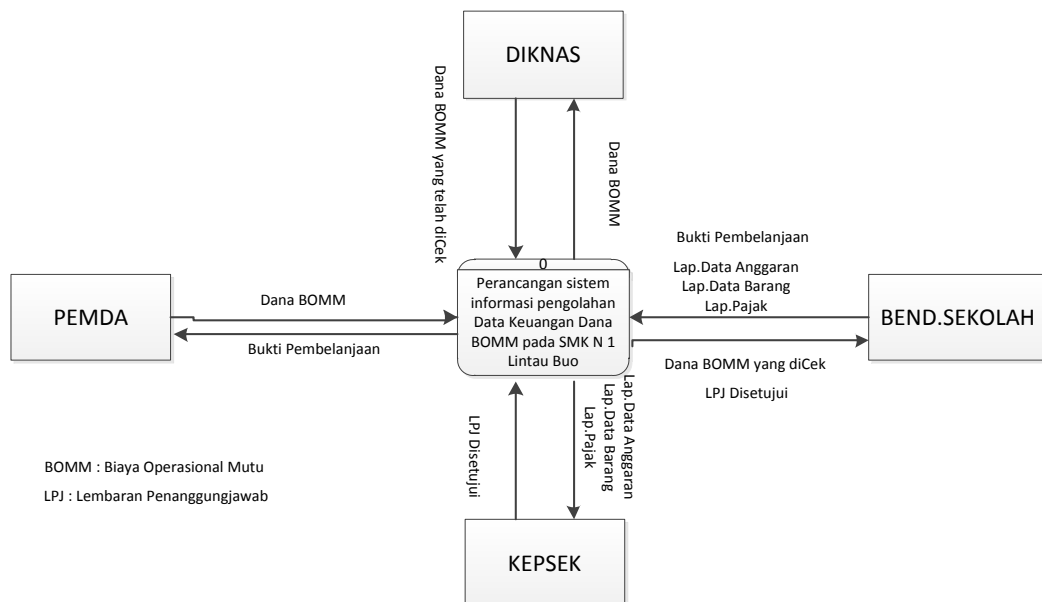 DIKNAS
Dana BOMM yang telah diCek
Dana BOMM
Bukti Pembelanjaan
Lap.Data Anggaran
Lap.Data Barang
Lap.Pajak
0
Perancangan sistem
informasi pengolahan
Data Keuangan Dana
BOMM pada SMK N 1
Lintau Buo
PEMDA
Dana BOMM
Bukti Pembelanjaan
BEND.SEKOLAH
Dana BOMM yang diCek
LPJ Disetujui
LPJ Disetujui
Lap.Data Anggaran
Lap.Data Barang
Lap.Pajak
BOMM : Biaya Operasional Mutu
LPJ : Lembaran Penanggungjawab
KEPSEK